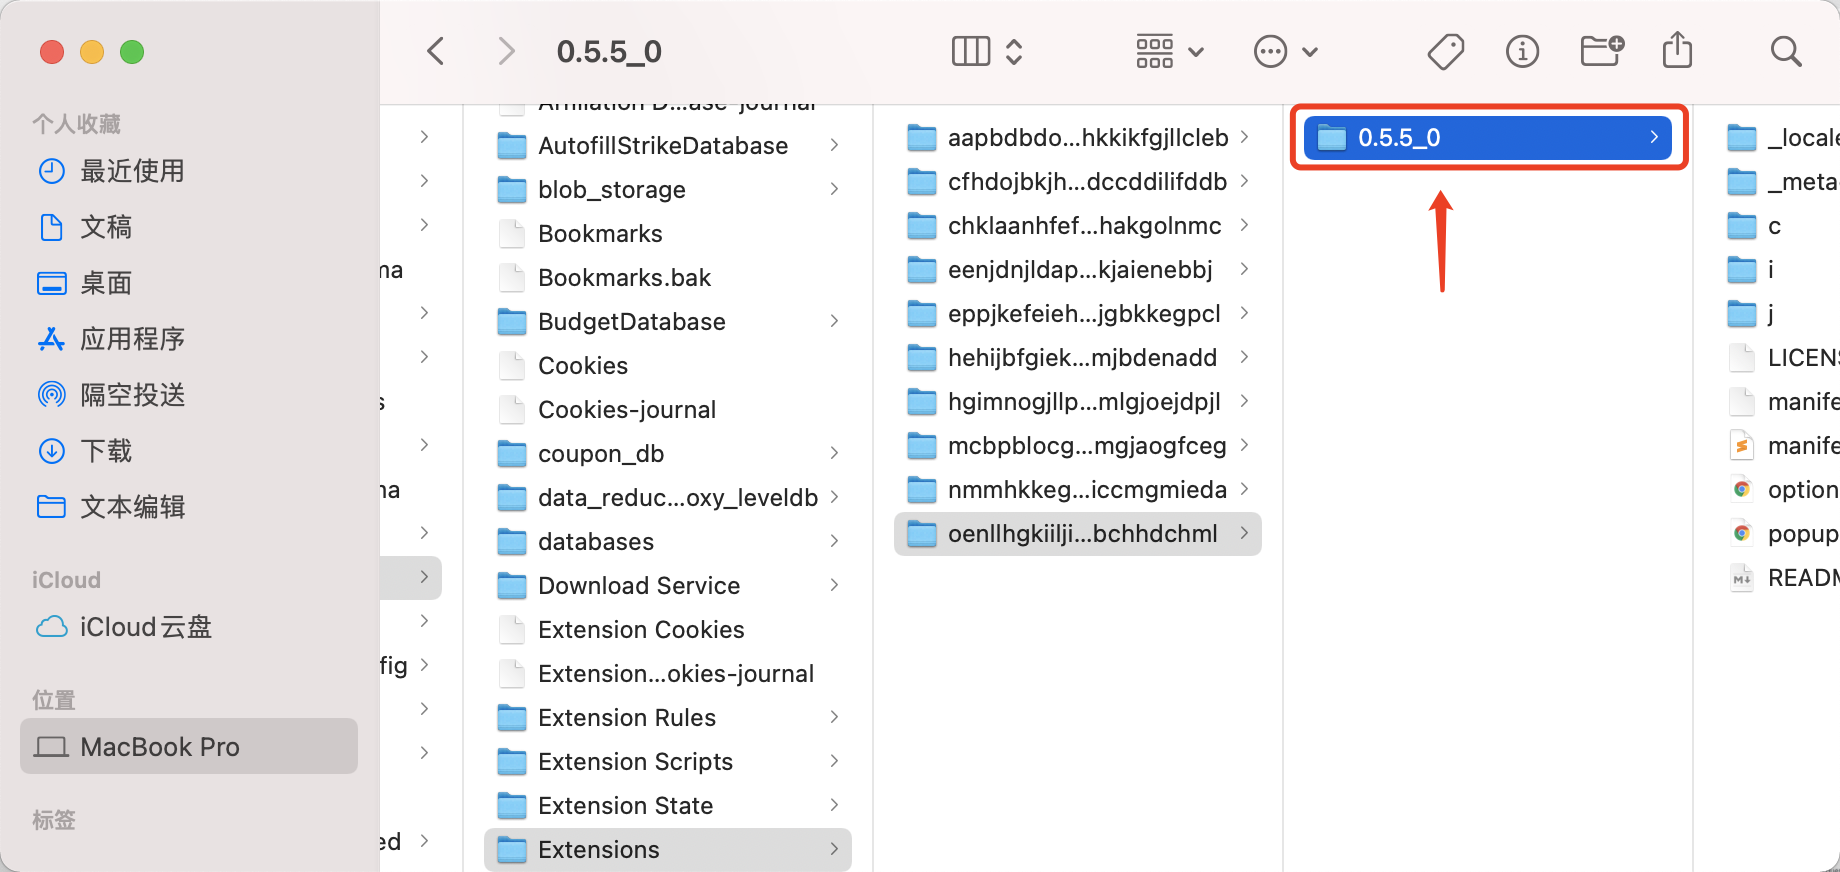 0.5.5_0
个人收藏
最近使用
文稿
桌面
应用程序
隔空投送
下载
文本编辑
iCloud
iCloud云盘
位置
MacBook Pro
标签
ma
s
na
fig
ed
Affiliation D...ase-journal
AutofillStrikeDatabase
blob_storage
Bookmarks
Bookmarks.bak
BudgetDatabase
Cookies
Cookies-journal
coupon_db
data_reduc...oxy_leveldb
databases
Download Service
Extension Cookies
Extension...okies-journal
Extension Rules
Extension Scripts
Extension State
Extensions
aapbdbdo...hkkikfgjllcleb
cfhdojbkjh...dccddilifddb
chklaanhfef...hakgolnmc
eenjdnjldap...kjaienebbj
eppjkefeieh...jgbkkegpcl
hehijbfgiek...mjbdenadd
hgimnogjllp...mlgjoejdpjl
mcbpblocg...mgjaogfceg
nmmhkkeg...iccmgmieda
oenllhgkiilji...bchhdchml
0.5.5_0
_locale
_meta
c
i
j
LICENS
manife
manife
option
popup
READM